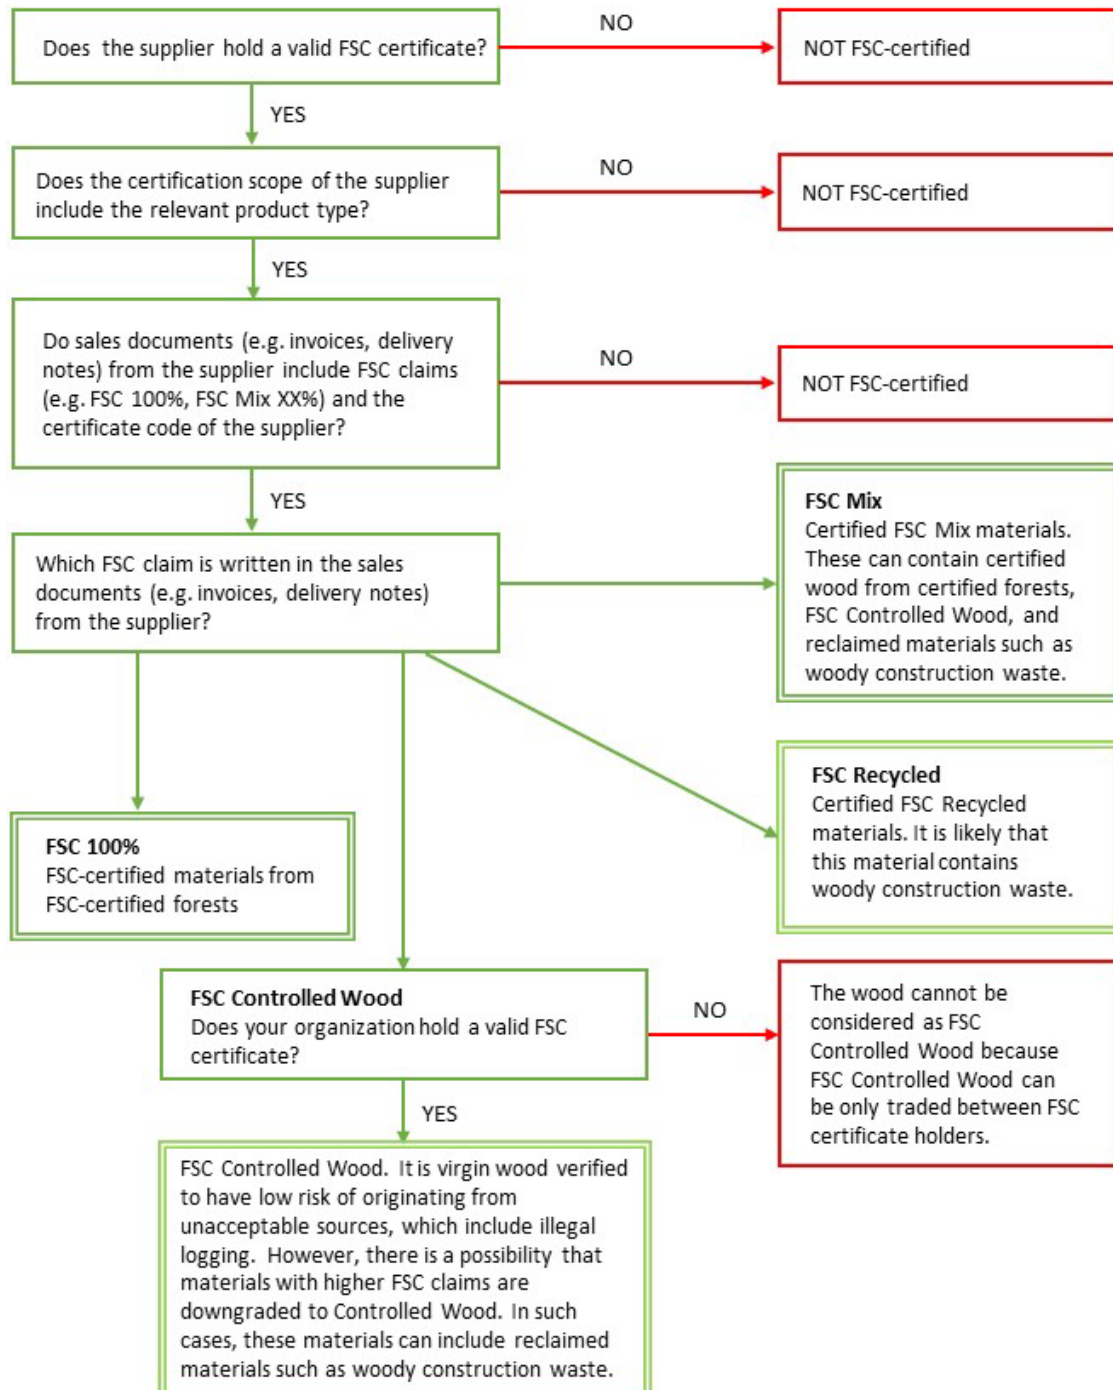 Does the supplier hold a valid FSC certificate?
NO
NOT FSC-certified
YES
Does the certification scope of the supplier
include the relevant product type?
NO
NOT FSC-certified
YES
Do sales documents (e.g. invoices, delivery
notes) from the supplier include FSC claims
(e.g. FSC 100%, FSC Mix XX%) and the
certificate code of the supplier?
NO
NOT FSC-certified
YES
Which FSC claim is written in the sales
documents (e.g. invoices, delivery notes)
from the supplier?
FSC Mix
Certified FSC Mix materials.
These can contain certified
wood from certified forests,
FSC Controlled Wood, and
reclaimed materials such as
woody construction waste.
FSC Recycled
Certified FSC Recycled
materials. It is likely that
this material contains
woody construction waste.
FSC 100%
FSC-certified materials from
FSC-certified forests
FSC Controlled Wood
Does your organization hold a valid FSC
certificate?
NO
The wood cannot be
considered as FSC
Controlled Wood because
FSC Controlled Wood can
be only traded between FSC
certificate holders.
YES
FSC Controlled Wood. It is virgin wood verified
to have low risk of originating from
unacceptable sources, which include illegal
logging. However, there is a possibility that
materials with higher FSC claims are
downgraded to Controlled Wood. In such
cases, these materials can include reclaimed
materials such as woody construction waste.